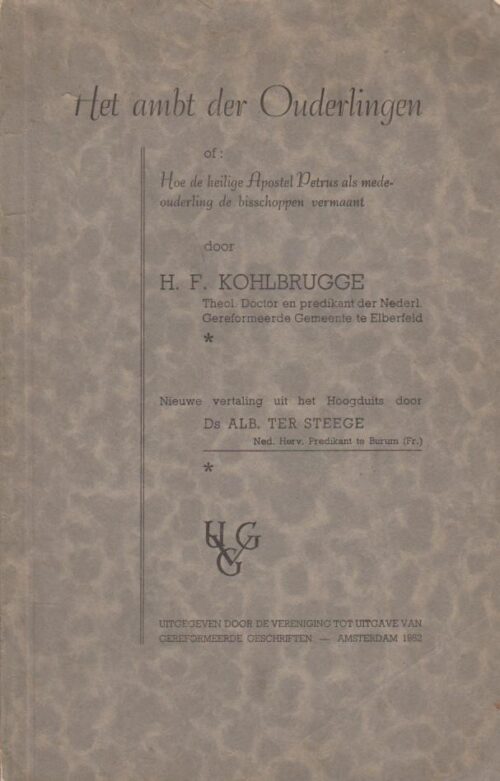 Het ambt der Ouderlingen
of:
Hoe de heilige Apostel Petrus als mede-
ouderling de bisschoppen vermaant
door
H. F. KOHLBRUGGE
Theol. Doctor en predikant der Nederl.
Gereformeerde Gemeente te Elberfeld
*
Nieuwe vertaling uit het Hoogduits door
Ds ALB. TER STEEGE
Ned. Herv. Predikant te Burum (Fr.)
*
UVGG
UITGEGEVEN DOOR DE VERENIGING TOT UITGAVE VAN
GEREFORMEERDE GESCHRIFTEN — AMSTERDAM 1952